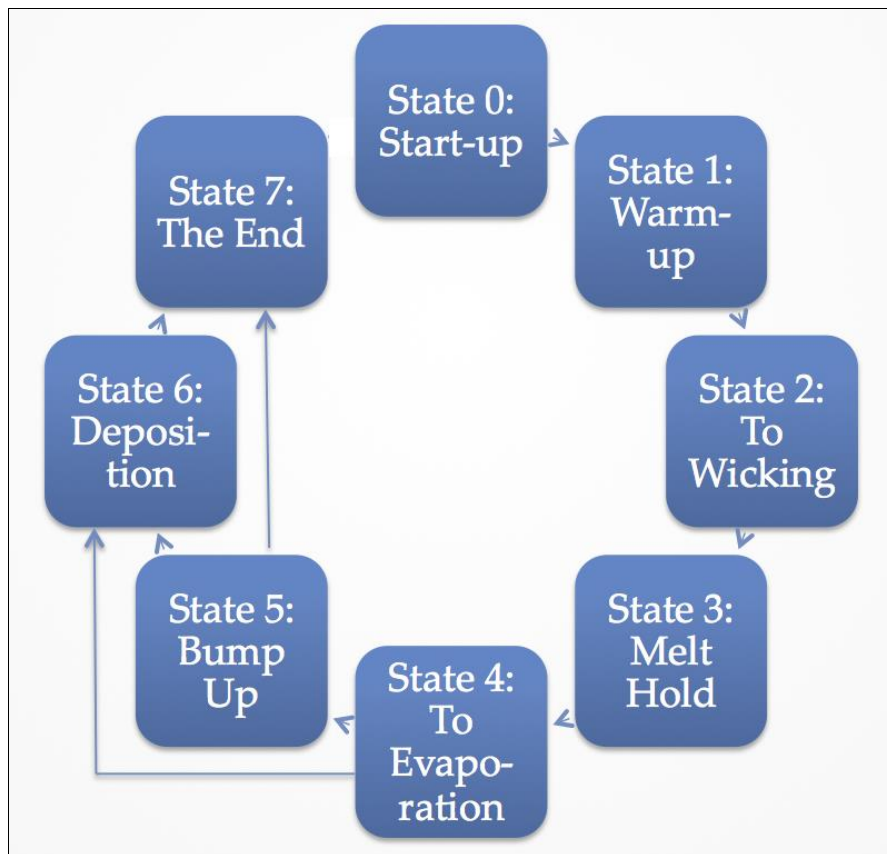 State 0:
Start-up
State 1:
Warm-
up
State 2:
To
Wicking
State 3:
Melt
Hold
State 4:
To
Evapo-
ration
State 5:
Bump
Up
State 6:
Deposi-
tion
State 7:
The End